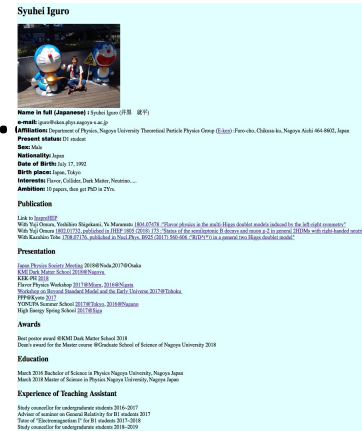 Syuhei Iguro
Name in full (Japanese) : Syuhei Iguro (井黒 就平)
e-mail: iguro@eken.phys.nagoya-u.ac.jp
Affiliation: Department of Physics, Nagoya University Theoretical Particle Physics Group (E-ken) :Furo-cho, Chikusa-ku, Nagoya Aichi 464-8602, Japan
Present status: D1 student
Sex: Male
Nationality: Japan
Date of Birth: July 17, 1992
Birth place: Japan, Tokyo
Interests: Flavor, Collider, Dark Matter, Neutrino,....
Ambition: 10 papers, then get PhD in 2Yrs.
Publication
Link to InspireHEP
With Yuji Omura, Yoshihiro Shigekami, Yu Muramatu 1804.07478 :"Flavor physics in the multi-Higgs doublet models induced by the left-right symmetry"
With Yuji Omura 1802.01732, published in JHEP 1805 (2018) 173 :"Status of the semileptonic B decays and muon g-2 in general 2HDMs with right-handed neutri
With Kazuhiro Tobe 1708.07176, published in Nucl.Phys. B925 (2017) 560-606 :"R(D^(*)) in a general two Higgs doublet model"
Presentation
Japan Physics Society Meeting 2018@Noda,2017@Osaka
KMI Dark Matter School 2018@Nagoya
KEK-PH 2018
Flavor Physics Workshop 2017@Miura, 2016@Nipain
Workshop on Beyond Standard Model and the Early Universe 2017@Tohoku
PPP@Kyoto 2017
YONUPA Summer School 2017@Tokyo, 2016@Nagano
High Energy Spring School 2017@Siga
Awards
Best postor award @KMI Dark Matter School 2018
Dean's award for the Master course @Graduate School of Science of Nagoya University 2018
Education
March 2016 Bachelor of Science in Physics Nagoya University, Nagoya Japan
March 2018 Master of Science in Physics Nagoya University, Nagoya Japan
Experience of Teaching Assistant
Study councellor for undergraduate students 2016-2017
Adviser of seminar on General Relativity for B1 students 2017
Tutor of "Electromagnetism I" for B1 students 2017-2018
Study councellor for undergraduate students 2018-2019